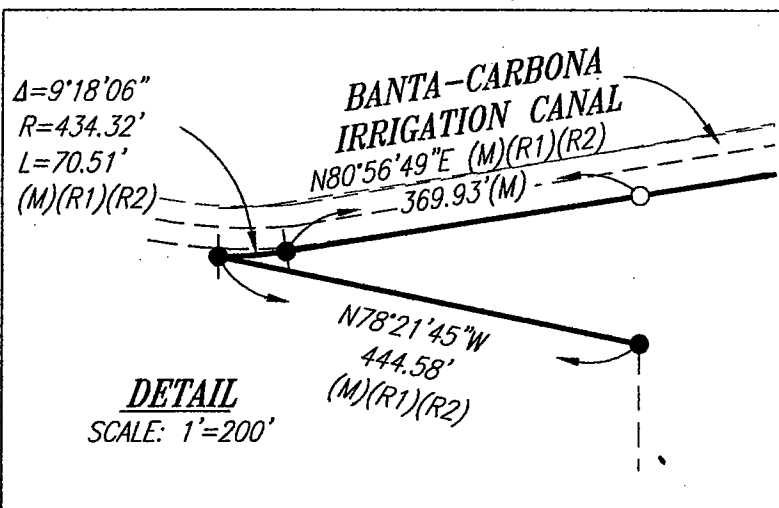 Δ=9°18'06"
R=434.32'
L=70.51'
(M)(R1)(R2)
BANTA-CARBONA
IRRIGATION CANAL
N80°56'49"E (M)(R1)(R2)
369.93'(M)
N78°21'45"W
444.58'
(M)(R1)(R2)
DETAIL
SCALE: 1'=200'